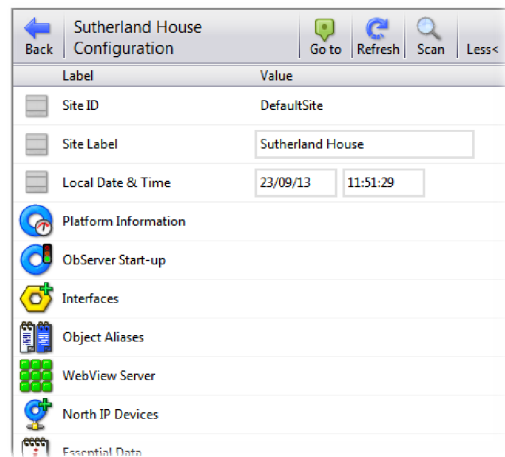 Back
Sutherland House
Configuration
Go to
Refresh
Scan
Less<
Label Value
Site ID DefaultSite
Site Label Sutherland House
Local Date & Time 23/09/13 11:51:29
Platform Information
ObServer Start-up
Interfaces
Object Aliases
WebView Server
North IP Devices
Essential Data